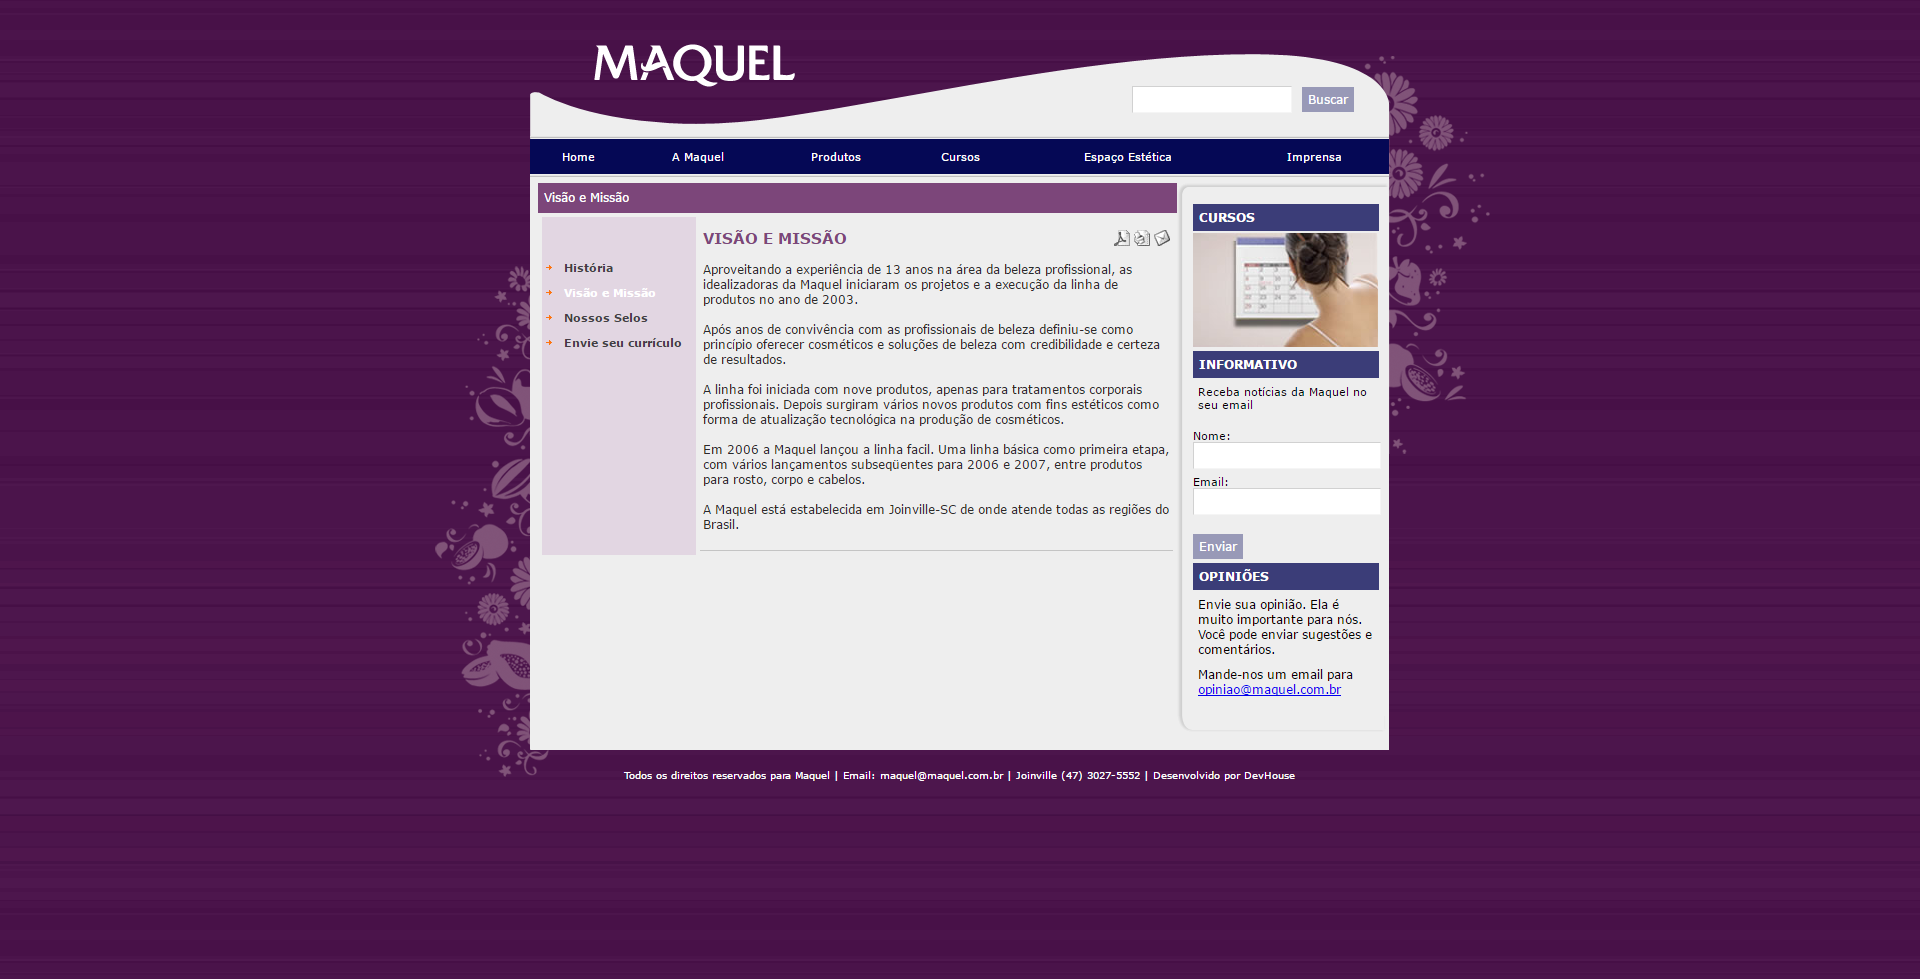 MAQUEL
Buscar
Home
A Maquel
Produtos
Cursos
Espaço Estética
Imprensa
Visão e Missão
História
Visão e Missão
Nossos Selos
Envie seu currículo
VISÃO E MISSÃO
Aproveitando a experiência de 13 anos na área da beleza profissional, as
idealizadoras da Maquel iniciaram os projetos e a execução da linha de
produtos no ano de 2003.
Após anos de convivência com as profissionais de beleza definiu-se como
princípio oferecer cosméticos e soluções de beleza com credibilidade e certeza
de resultados.
A linha foi iniciada com nove produtos, apenas para tratamentos corporais
profissionais. Depois surgiram vários novos produtos com fins estéticos como
forma de atualização tecnológica na produção de cosméticos.
Em 2006 a Maquel lançou a linha facil. Uma linha básica como primeira etapa,
com vários lançamentos subseqüentes para 2006 e 2007, entre produtos
para rosto, corpo e cabelos.
A Maquel está estabelecida em Joinville-SC de onde atende todas as regiões do
Brasil.
CURSOS
INFORMATIVO
Receba notícias da Maquel no
seu email
Nome:
Email:
Enviar
OPINIÕES
Envie sua opinião. Ela é
muito importante para nós.
Você pode enviar sugestões e
comentários.
Mande-nos um email para
opiniao@maquel.com.br
Todos os direitos reservados para Maquel | Email: maquel@maquel.com.br | Joinville (47) 3027-5552 | Desenvolvido por DevHouse